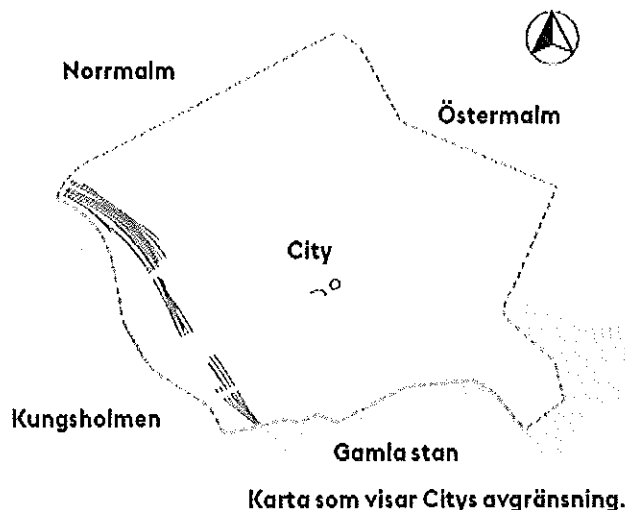 Norrmalm
Östermalm
City
Kungsholmen
Gamla stan
Karta som visar Citys avgränsning.